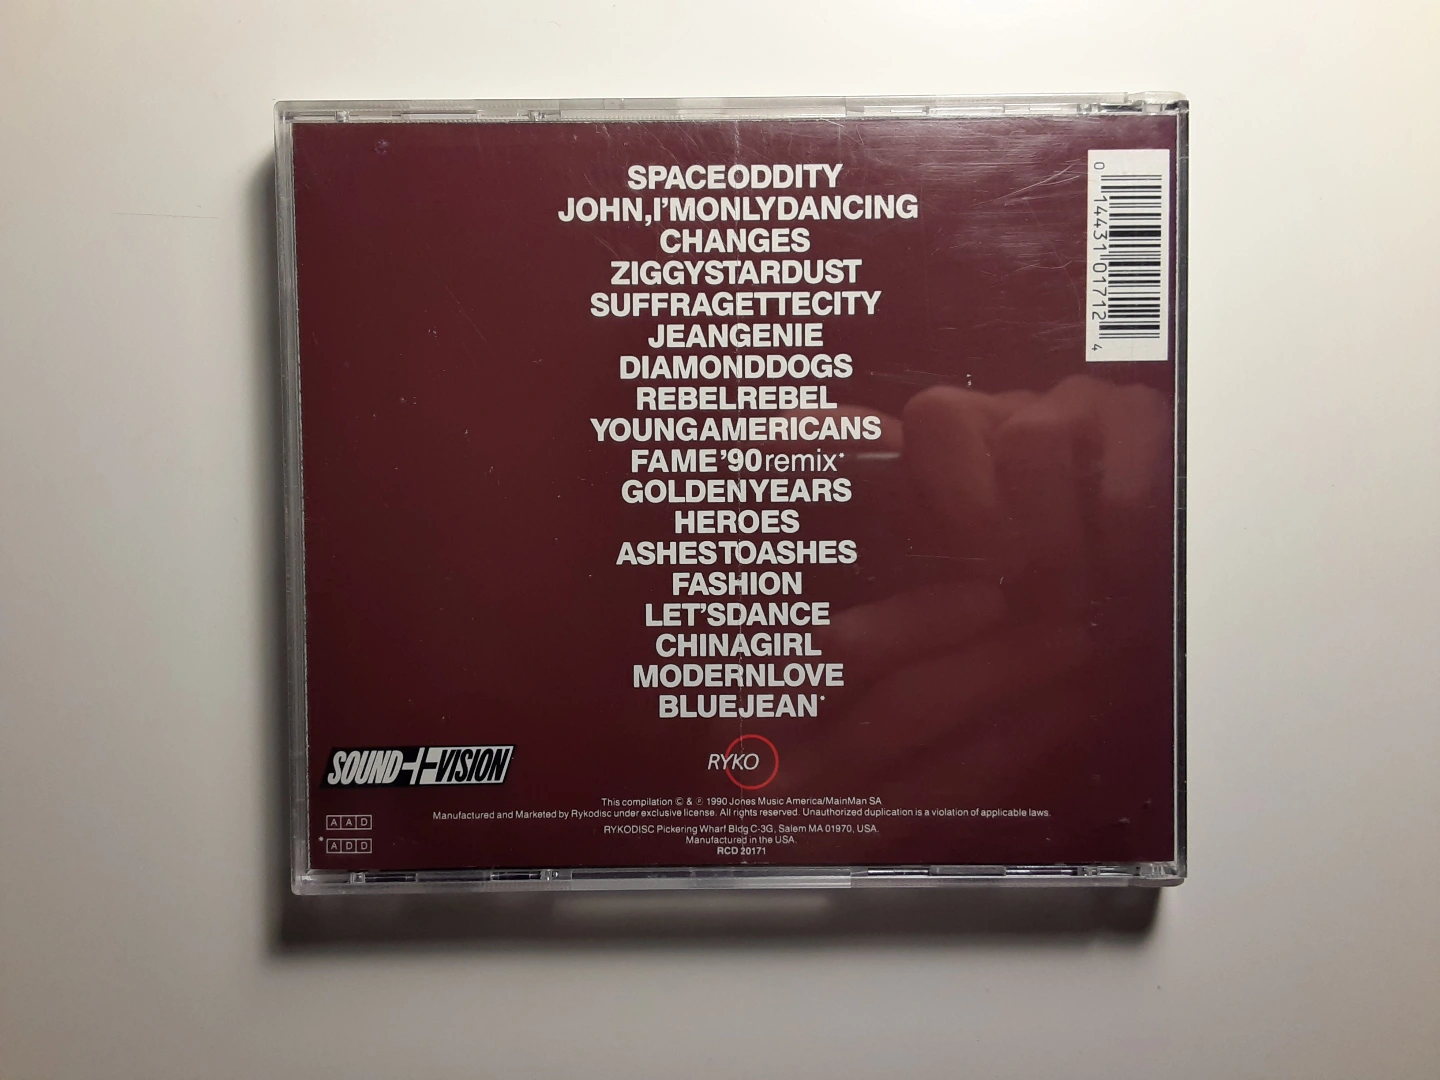 SPACEODDITY
JOHN,I'MONLYDANCING
CHANGES
ZIGGYSTARDUST
SUFFRAGETTECITY
JEANGENIE
DIAMONDDOGS
REBELREBEL
YOUNGAMERICANS
FAME'90remix*
GOLDENYEARS
HEROES
ASHESTOASHES
FASHION
LET'SDANCE
CHINAGIRL
MODERNLOVE
BLUEJEAN*
0 14431 01712 4
SOUND+VISION
RYKO
AAD
*ADD
This compilation © & ℗ 1990 Jones Music America/MainMan SA
Manufactured and Marketed by Rykodisc under exclusive license. All rights reserved. Unauthorized duplication is a violation of applicable laws.
RYKODISC Pickering Wharf Bldg C-3G, Salem MA 01970, USA.
Manufactured in the USA.
RCD 20171